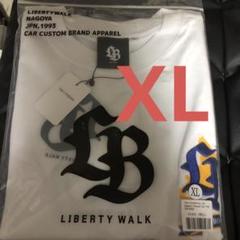 LIBERTYWALK
NAGOYA
JPN,1993
CAR CUSTOM BRAND APPAREL
LB
XL
LB
LIBERTY WALK
XL